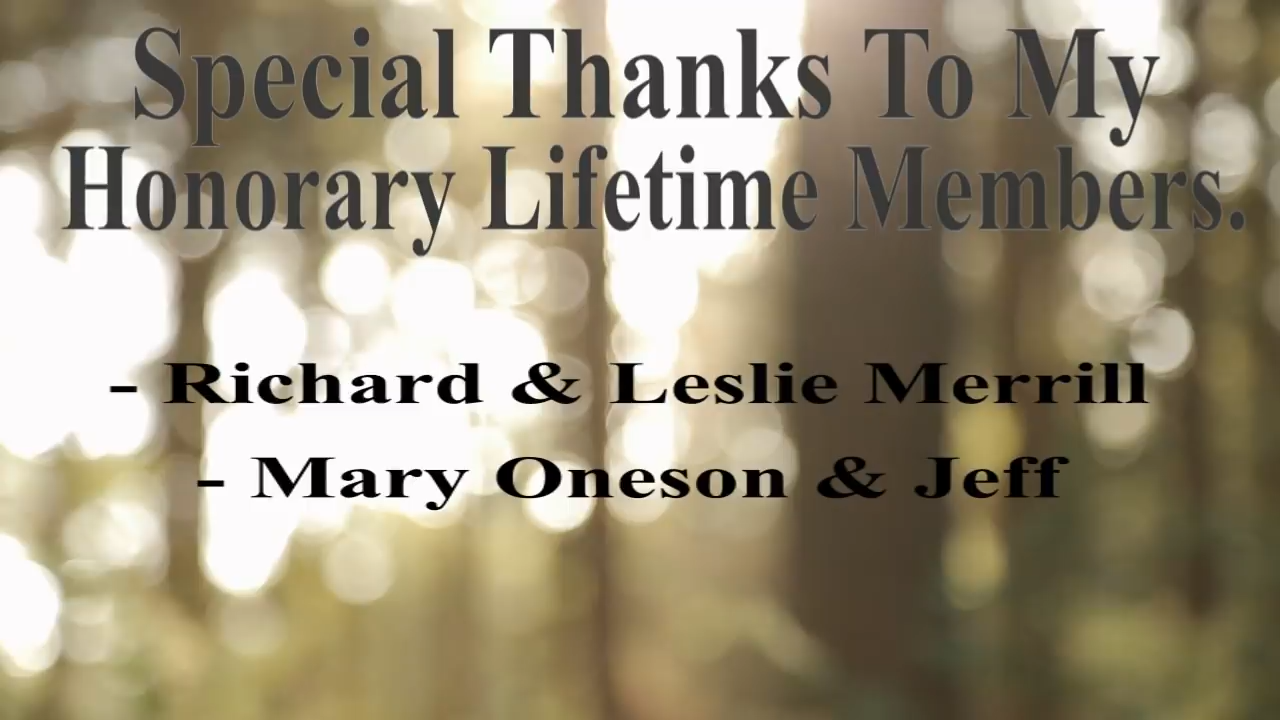 Special Thanks To My
Honorary Lifetime Members.
- Richard & Leslie Merrill
- Mary Oneson & Jeff